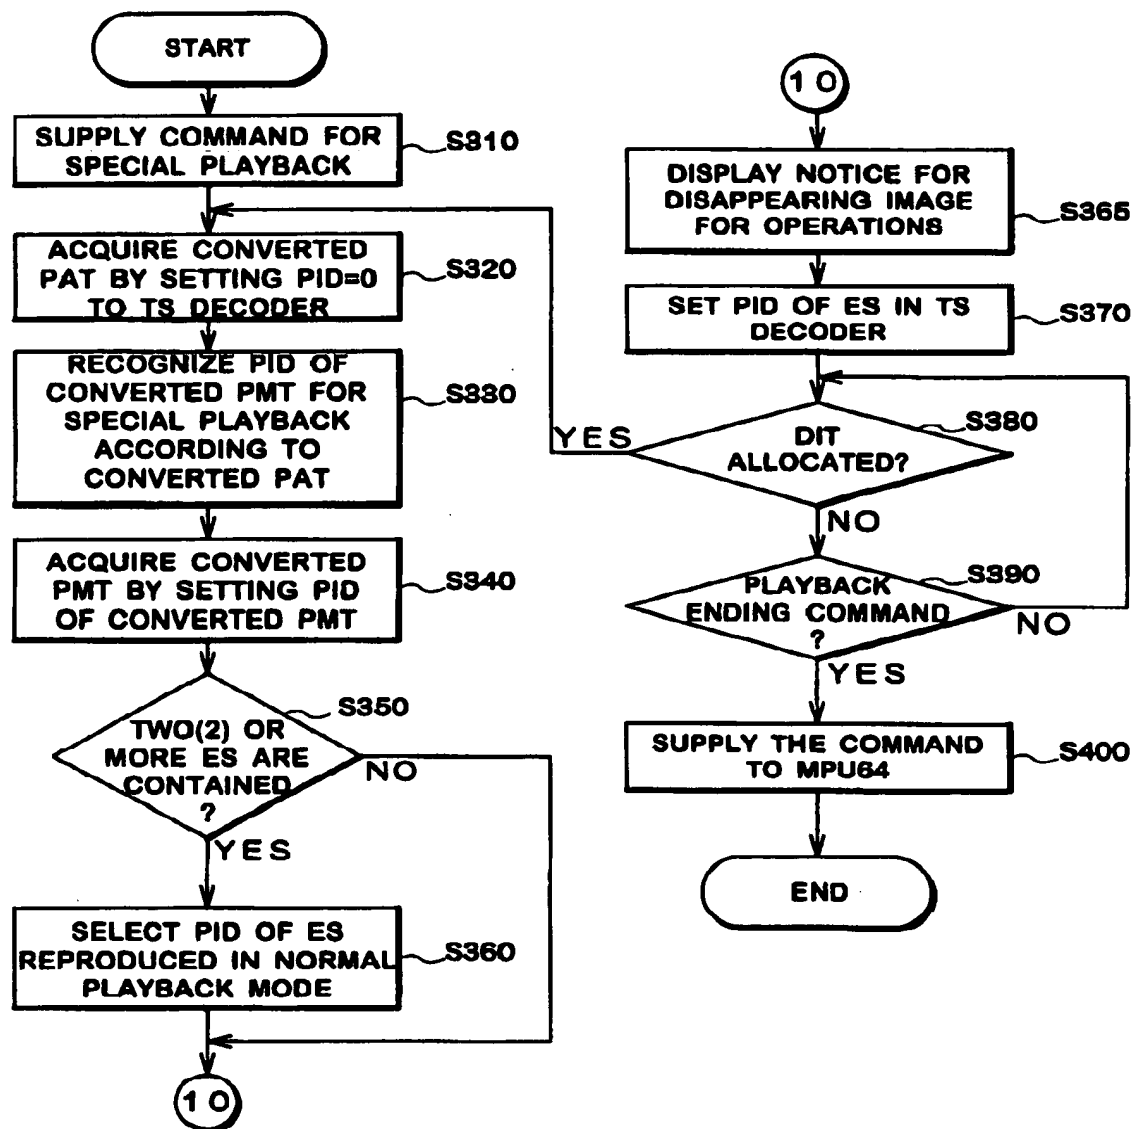 START
SUPPLY COMMAND FOR
SPECIAL PLAYBACK
S310
ACQUIRE CONVERTED
PAT BY SETTING PID=0
TO TS DECODER
S320
RECOGNIZE PID OF
CONVERTED PMT FOR
SPECIAL PLAYBACK
ACCORDING TO
CONVERTED PAT
S330
ACQUIRE CONVERTED
PMT BY SETTING PID
OF CONVERTED PMT
S340
TWO(2) OR
MORE ES ARE
CONTAINED
?
S350
NO
YES
SELECT PID OF ES
REPRODUCED IN NORMAL
PLAYBACK MODE
S360
10
10
DISPLAY NOTICE FOR
DISAPPEARING IMAGE
FOR OPERATIONS
S365
SET PID OF ES IN TS
DECODER
S370
DIT
ALLOCATED?
S380
YES
NO
PLAYBACK
ENDING COMMAND
?
S390
NO
YES
SUPPLY THE COMMAND
TO MPU64
S400
END